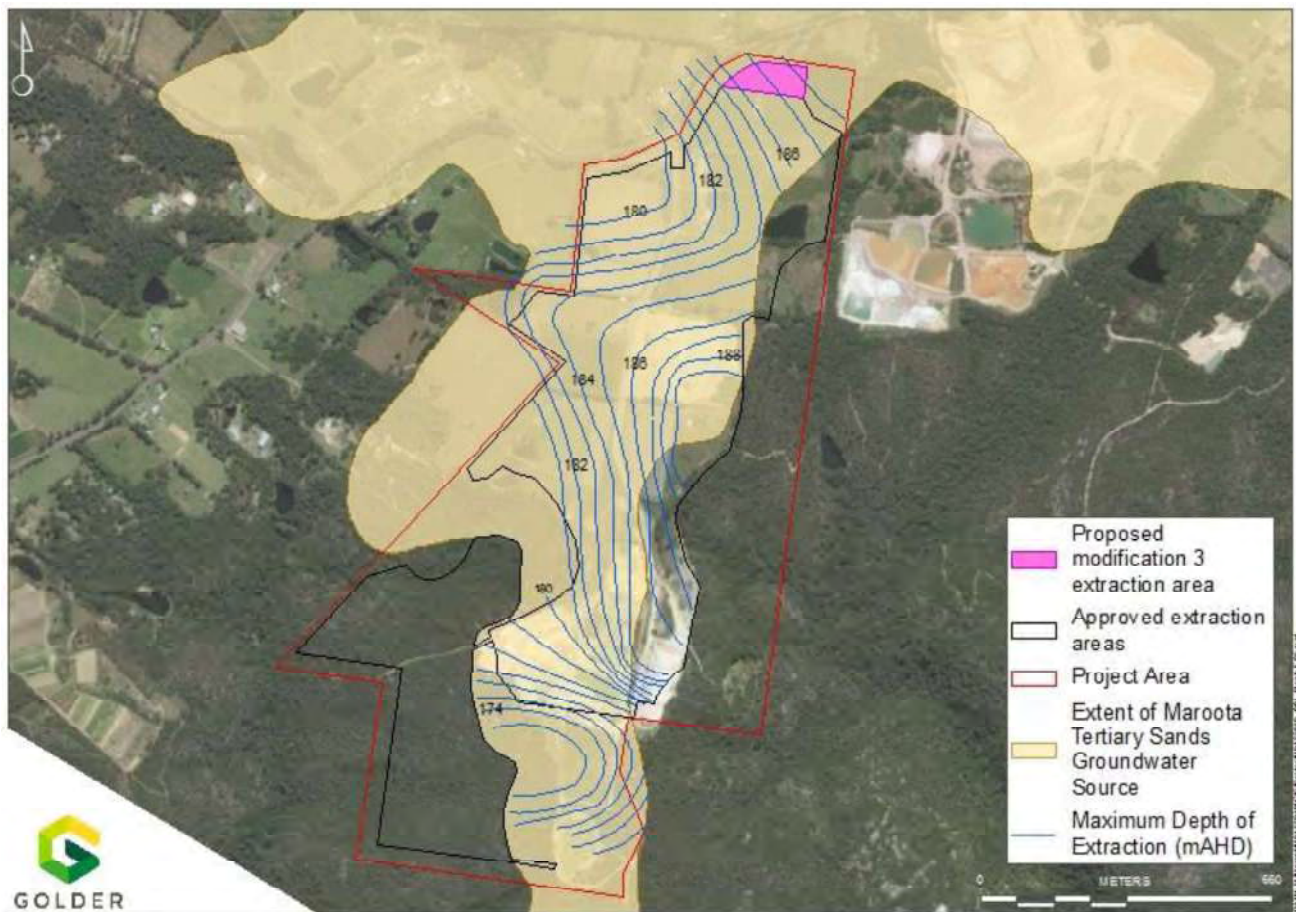 186
182
180
186
188
184
182
180
174
Proposed
modification 3
extraction area
Approved extraction
areas
Project Area
Extent of Maroota
Tertiary Sands
Groundwater
Source
Maximum Depth of
Extraction (mAHD)
0 METERS 660
GOLDER